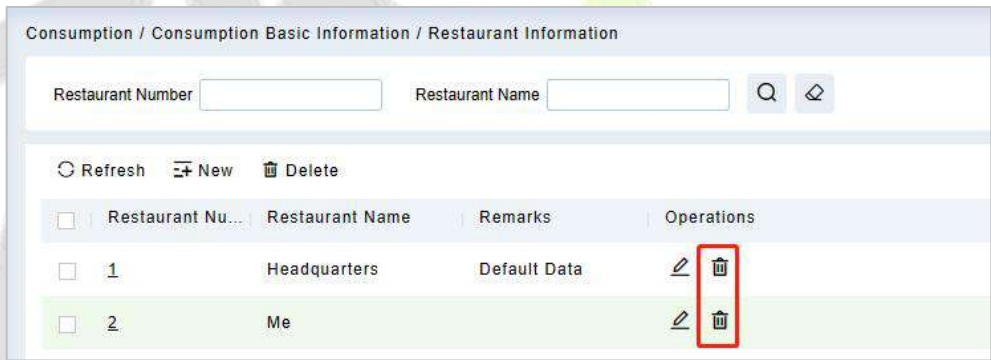 Consumption / Consumption Basic Information / Restaurant Information
Restaurant Number Restaurant Name
Refresh New Delete
Restaurant Nu... Restaurant Name Remarks Operations
1 Headquarters Default Data
2 Me